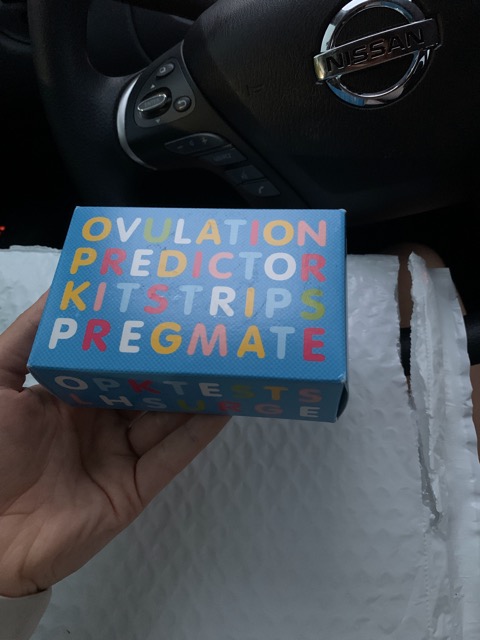 NISSAN
OVULATION
PREDICTOR
KITSTRIPS
PREGMATE
OPKTESTS
LHSURGE